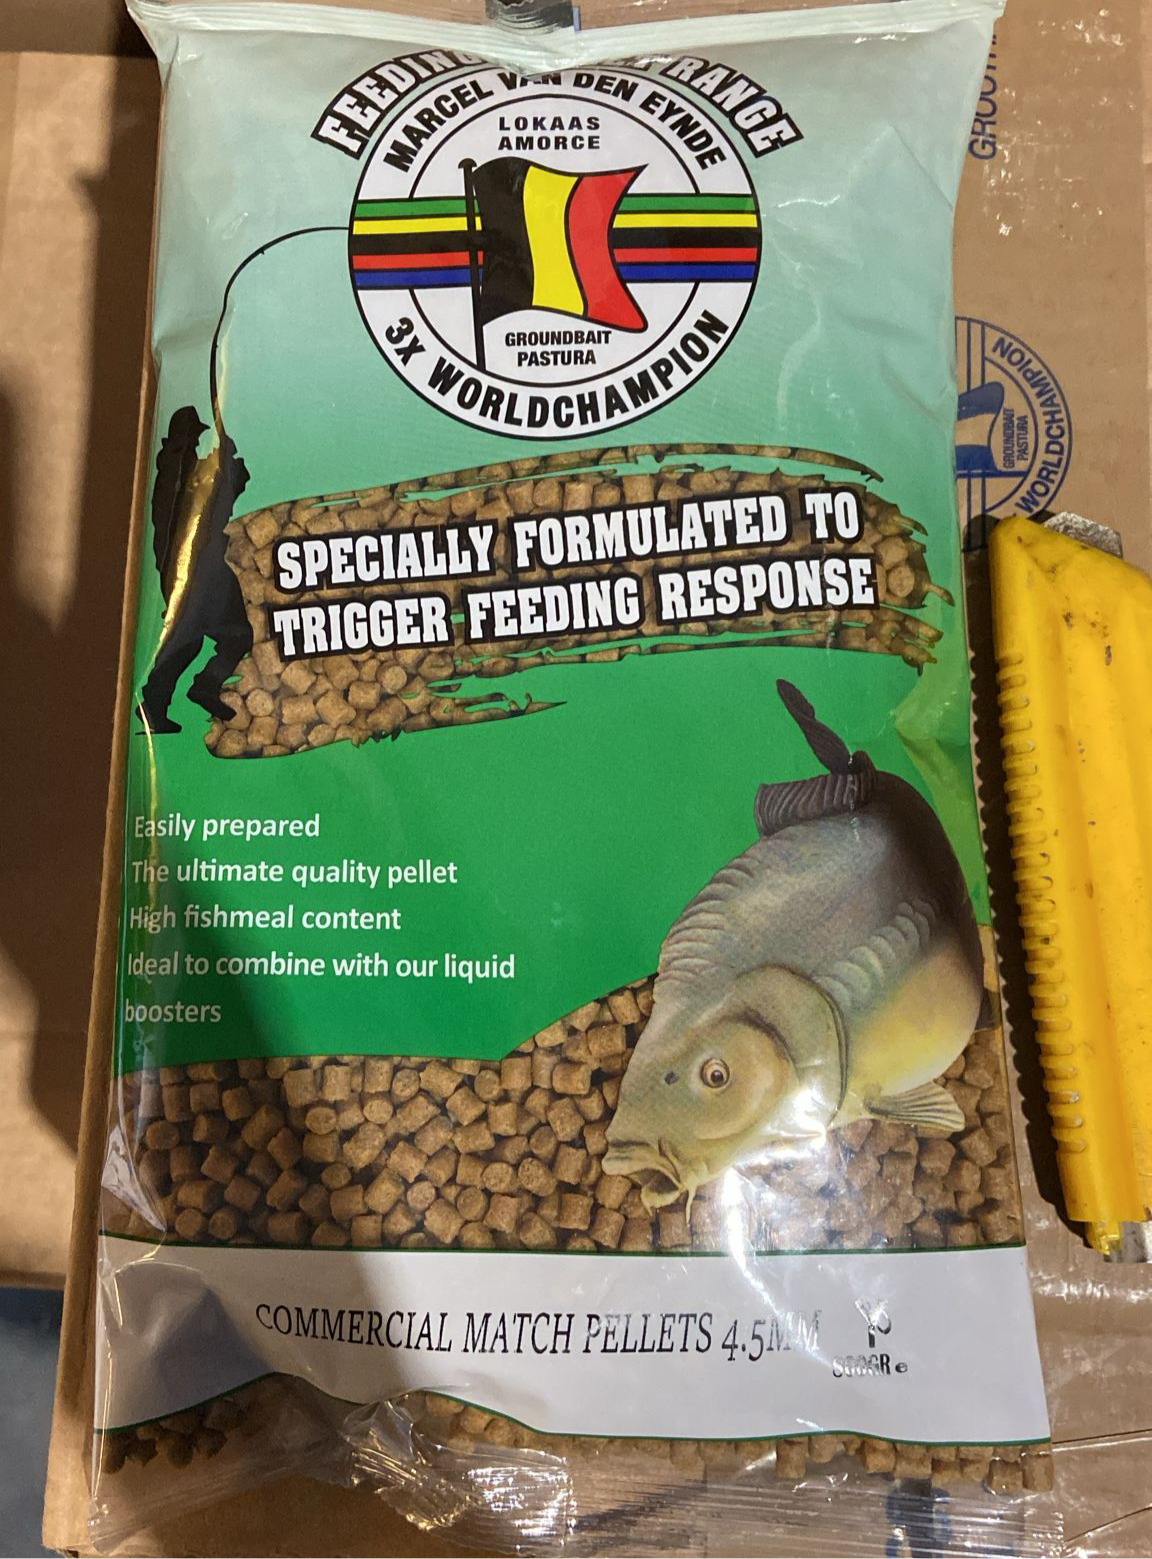 FEEDING RANGE
MARCEL VAN DEN EYNDE
LOKAAS
AMORCE
GROUNDBAIT
PASTURA
3X WORLDCHAMPION
SPECIALLY FORMULATED TO
TRIGGER FEEDING RESPONSE
Easily prepared
The ultimate quality pellet
High fishmeal content
Ideal to combine with our liquid
boosters
COMMERCIAL MATCH PELLETS 4.5MM
WORLDCHAMPION
GROUNDBAIT
PASTURA